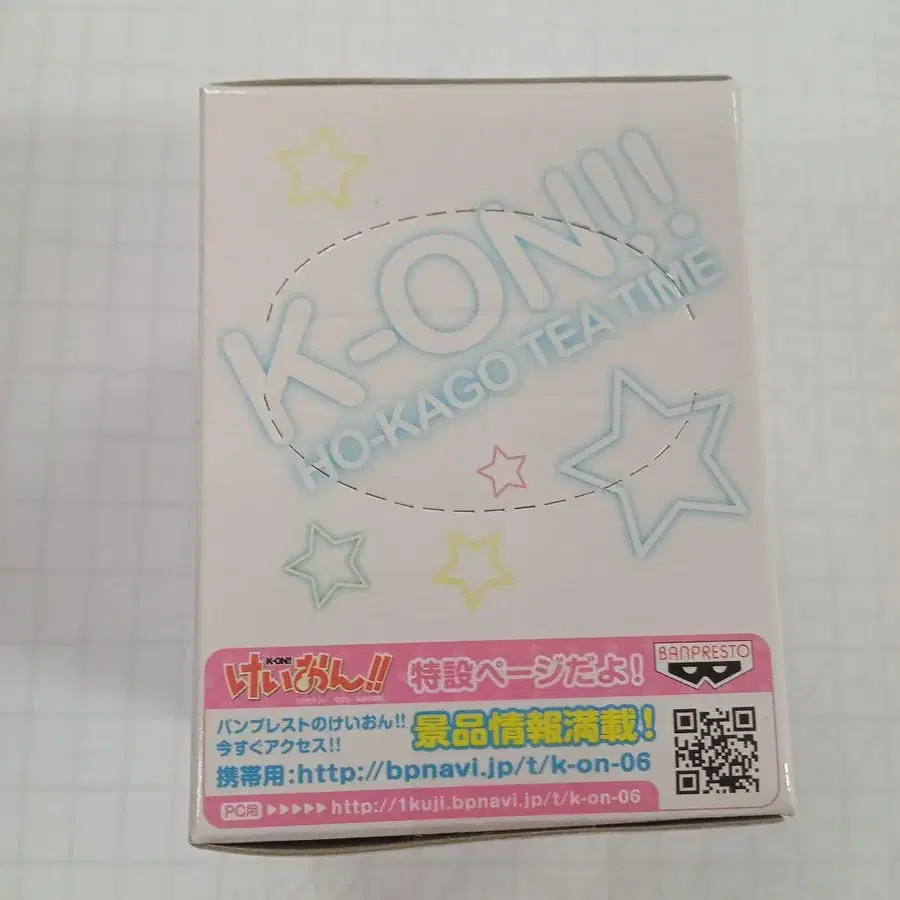 K-ON!!
HO-KAGO TEA TIME
K-ON!!
けいおん!!
特設ページだよ!
BANPRESTO
バンプレストのけいおん!!
今すぐアクセス!!
景品情報満載!
携帯用:http://bpnavi.jp/t/k-on-06
PC用 http://1kuji.bpnavi.jp/t/k-on-06